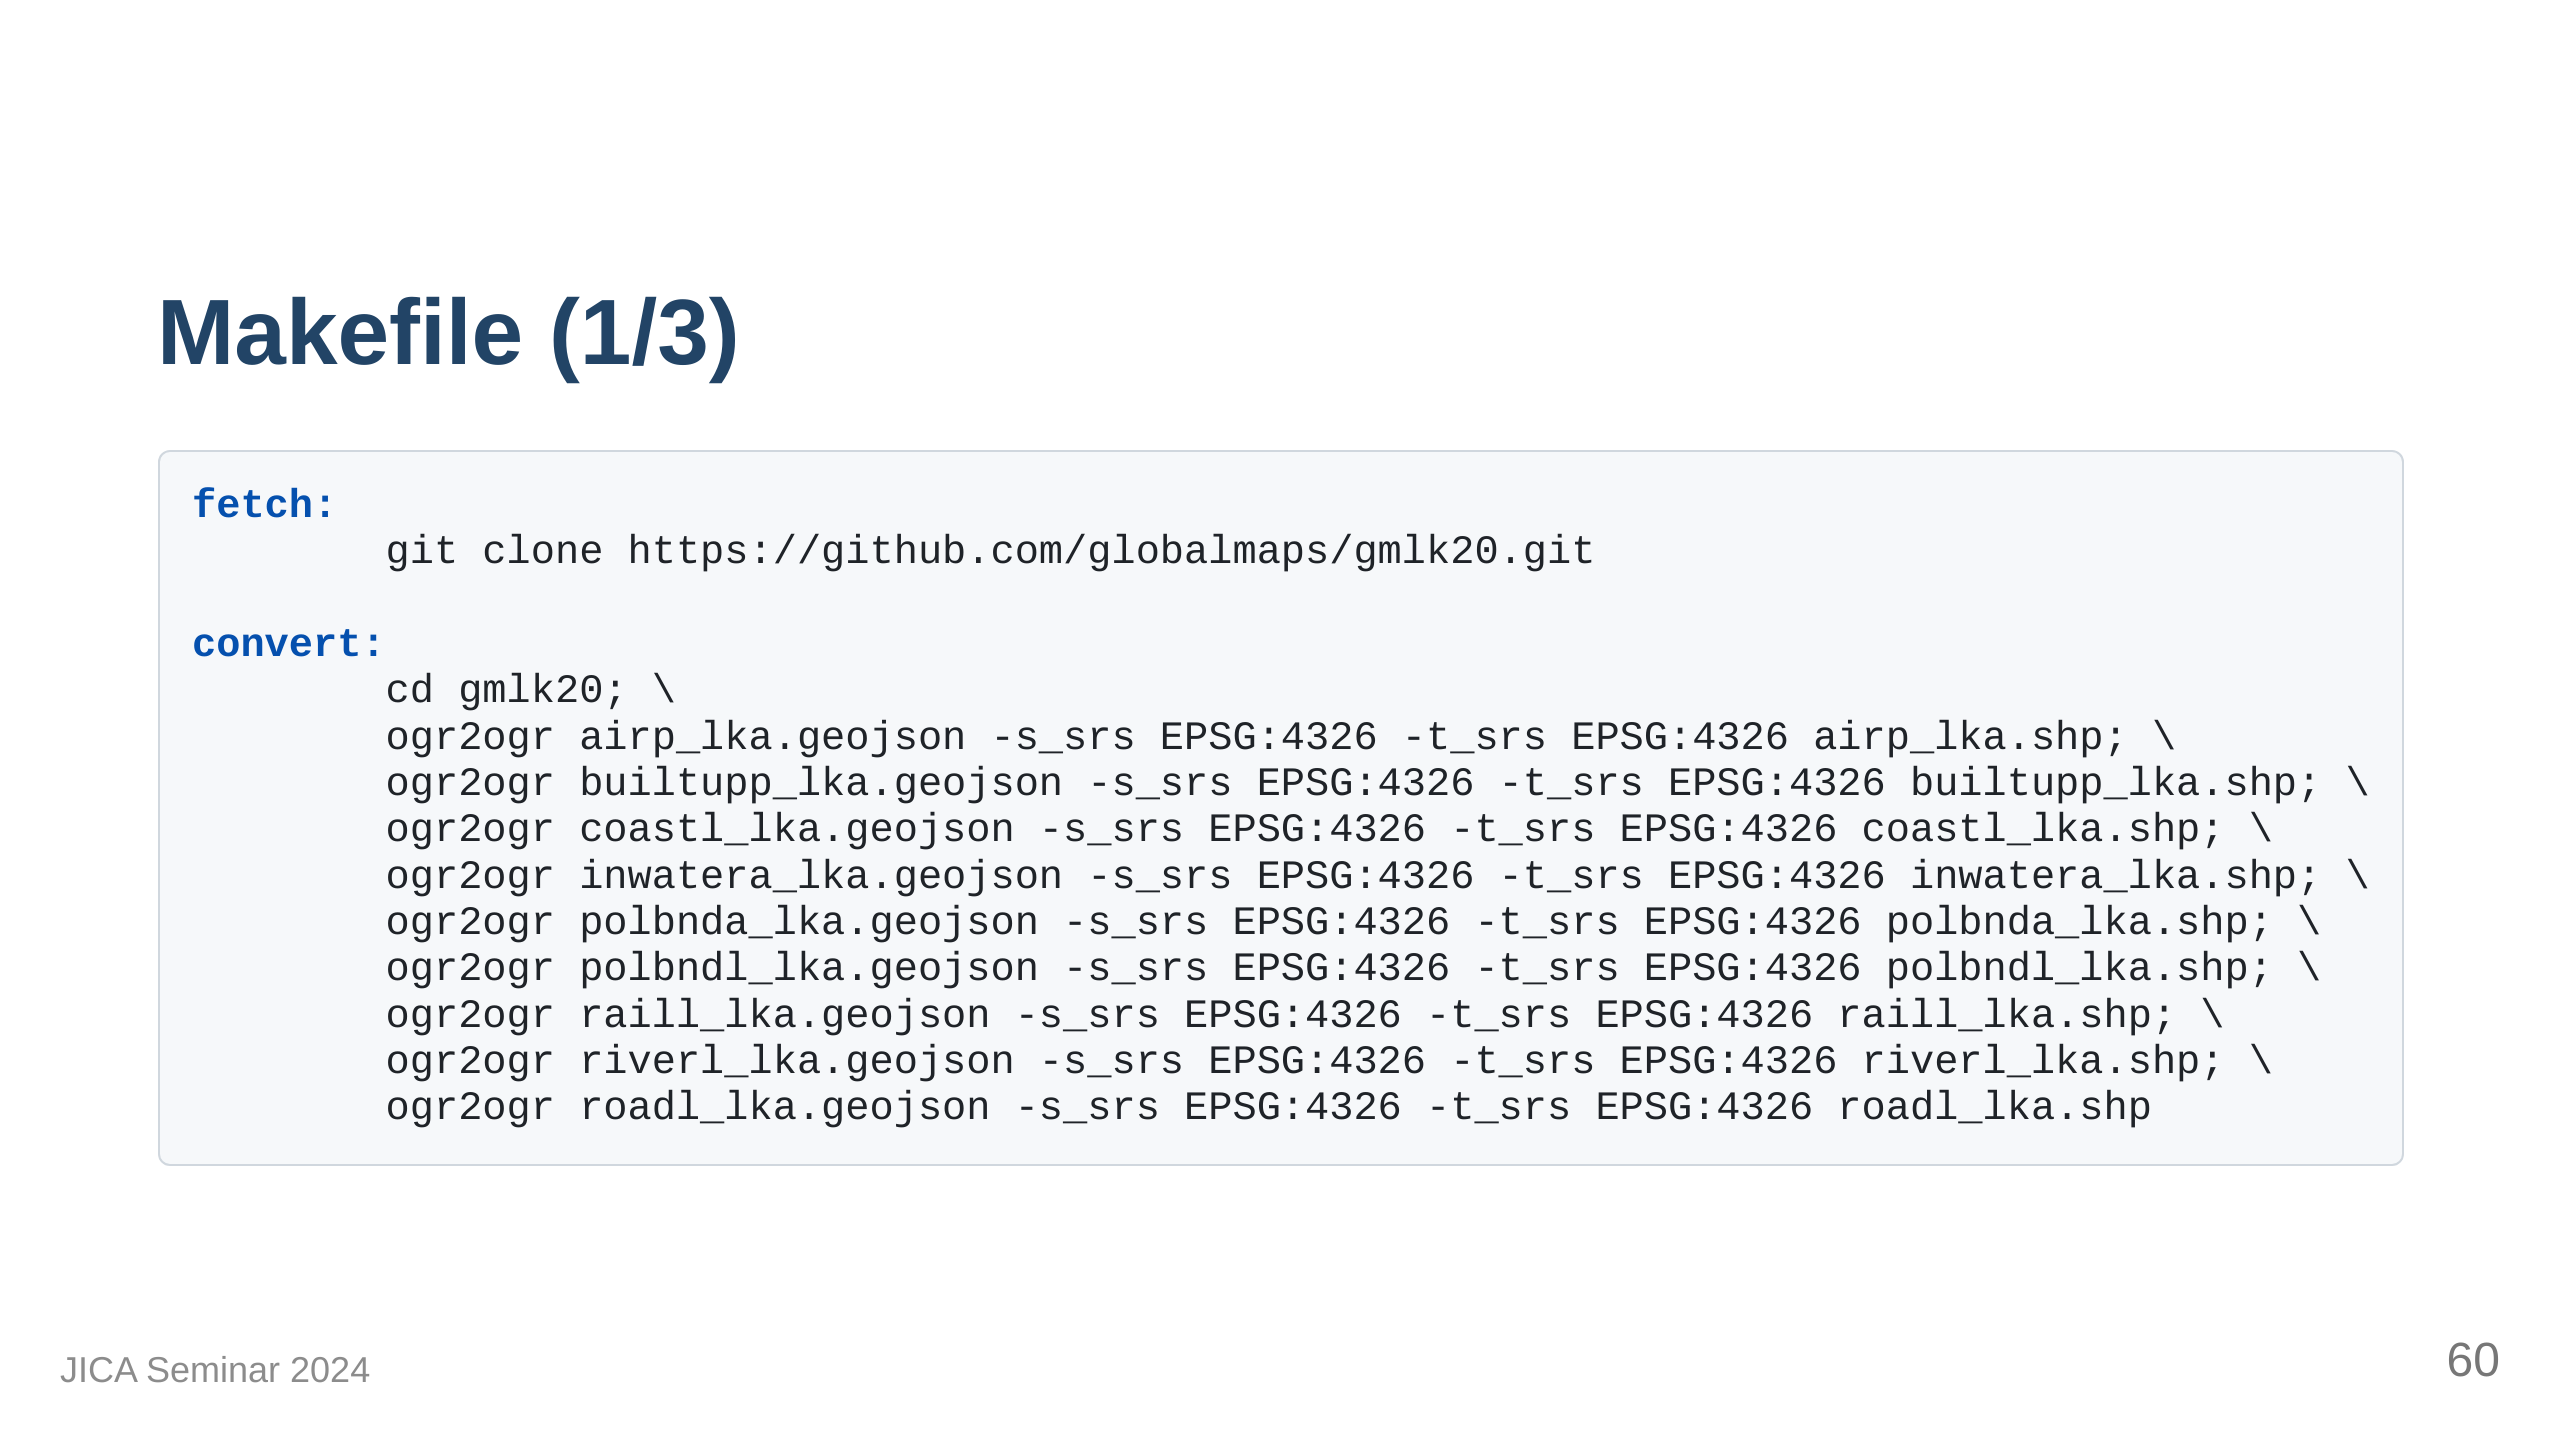 Makefile (1/3)
fetch:
        git clone https://github.com/globalmaps/gmlk20.git

convert:
        cd gmlk20; \
        ogr2ogr airp_lka.geojson -s_srs EPSG:4326 -t_srs EPSG:4326 airp_lka.shp; \
        ogr2ogr builtupp_lka.geojson -s_srs EPSG:4326 -t_srs EPSG:4326 builtupp_lka.shp; \
        ogr2ogr coastl_lka.geojson -s_srs EPSG:4326 -t_srs EPSG:4326 coastl_lka.shp; \
        ogr2ogr inwatera_lka.geojson -s_srs EPSG:4326 -t_srs EPSG:4326 inwatera_lka.shp; \
        ogr2ogr polbnda_lka.geojson -s_srs EPSG:4326 -t_srs EPSG:4326 polbnda_lka.shp; \
        ogr2ogr polbndl_lka.geojson -s_srs EPSG:4326 -t_srs EPSG:4326 polbndl_lka.shp; \
        ogr2ogr raill_lka.geojson -s_srs EPSG:4326 -t_srs EPSG:4326 raill_lka.shp; \
        ogr2ogr riverl_lka.geojson -s_srs EPSG:4326 -t_srs EPSG:4326 riverl_lka.shp; \
        ogr2ogr roadl_lka.geojson -s_srs EPSG:4326 -t_srs EPSG:4326 roadl_lka.shp
JICA Seminar 2024
60